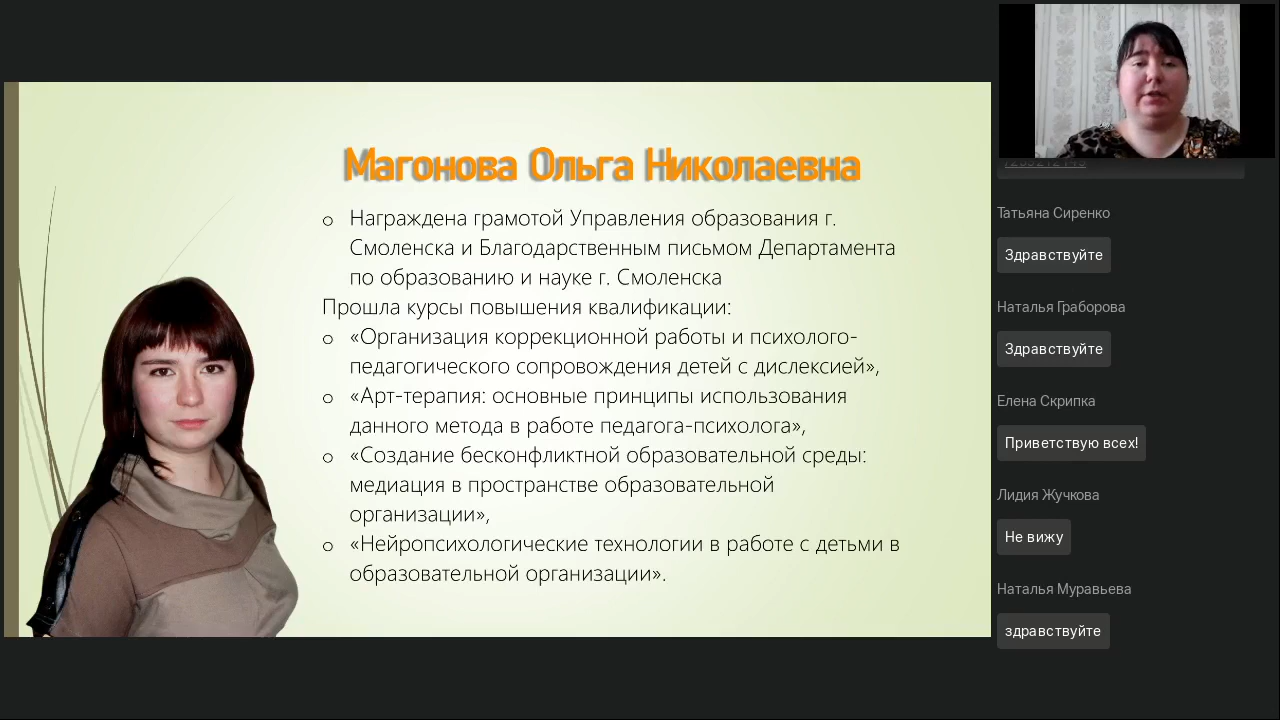 Магонова Ольга Николаевна
o Награждена грамотой Управления образования г.
Смоленска и Благодарственным письмом Департамента
по образованию и науке г. Смоленска
Прошла курсы повышения квалификации:
o «Организация коррекционной работы и психолого-
педагогического сопровождения детей с дислексией»,
o «Арт-терапия: основные принципы использования
данного метода в работе педагога-психолога»,
o «Создание бесконфликтной образовательной среды:
медиация в пространстве образовательной
организации»,
o «Нейропсихологические технологии в работе с детьми в
образовательной организации».
Татьяна Сиренко
Здравствуйте
Наталья Граборова
Здравствуйте
Елена Скрипка
Приветствую всех!
Лидия Жучкова
Не вижу
Наталья Муравьева
здравствуйте